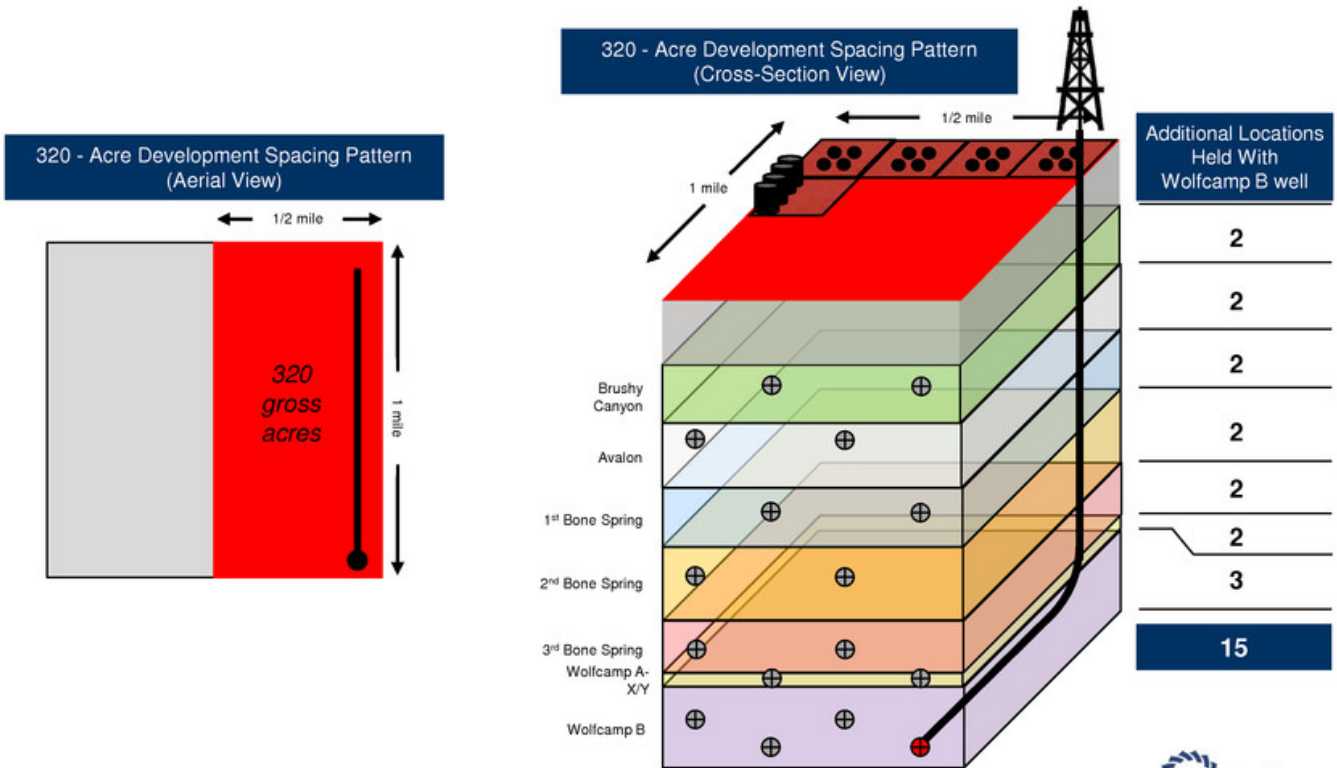 320 - Acre Development Spacing Pattern
(Cross-Section View)
320 - Acre Development Spacing Pattern
(Aerial View)
1/2 mile
320
gross
acres
1 mile
1/2 mile
1 mile
Additional Locations
Held With
Wolfcamp B well
Brushy
Canyon
2
Avalon
2
1st Bone Spring
2
2nd Bone Spring
2
3rd Bone Spring
2
Wolfcamp A-
X/Y
2
Wolfcamp B
3
15